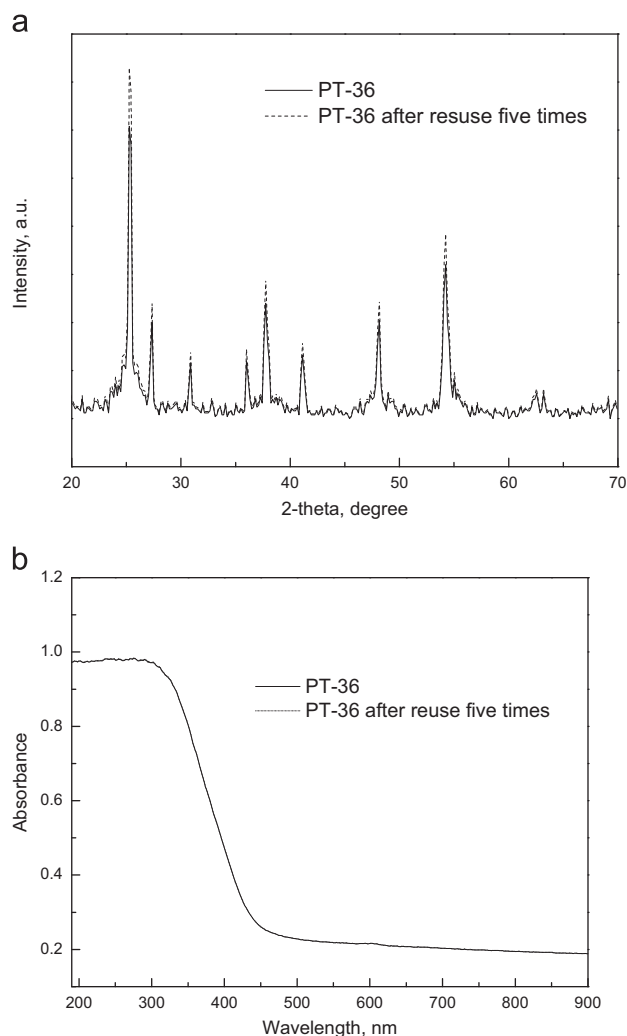 a
PT-36
PT-36 after resuse five times
Intensity, a.u.
20 30 40 50 60 70
2-theta, degree
b
1.2
1.0
0.8
0.6
0.4
0.2
PT-36
PT-36 after reuse five times
Absorbance
200 300 400 500 600 700 800 900
Wavelength, nm